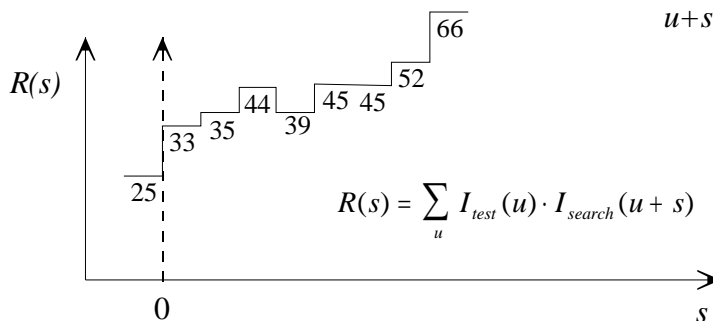 66 u+s
R(s)
52
44 45 45
33 35 39
25
R(s) = ∑ I_test (u) · I_search (u + s)
u
0 s